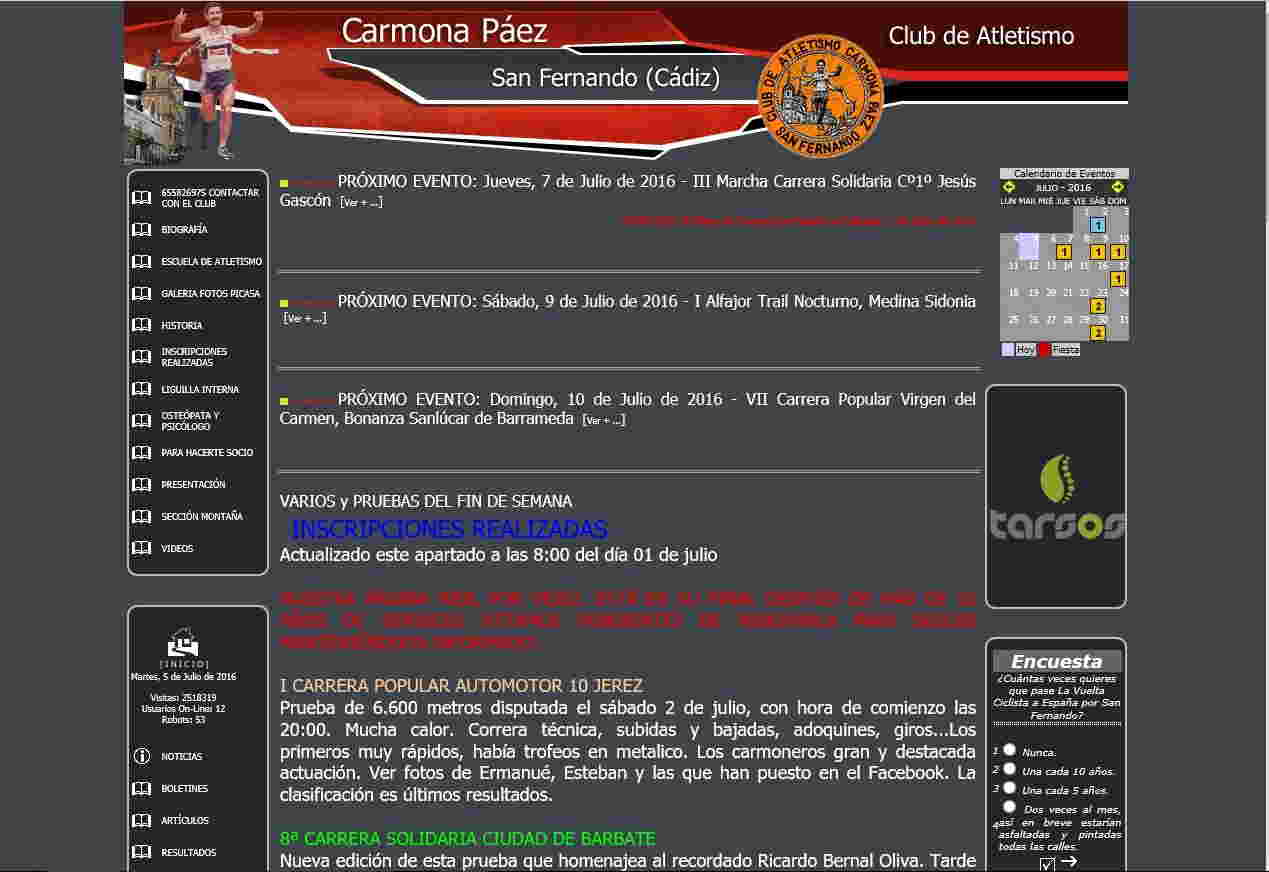 Carmona Páez
Club de Atletismo
San Fernando (Cádiz)
CLUB DE ATLETISMO CARMONA PAEZ
SAN FERNANDO
655826975 CONTACTAR
CON EL CLUB
BIOGRAFÍA
ESCUELA DE ATLETISMO
GALERIA FOTOS PICASA
HISTORIA
INSCRIPCIONES
REALIZADAS
LIGUILLA INTERNA
OSTEÓPATA Y
PSICÓLOGO
PARA HACERTE SOCIO
PRESENTACIÓN
SECCIÓN MONTAÑA
VIDEOS
[INICIO]
Martes, 5 de Julio de 2016
Visitas: 2518319
Usuarios On-Line: 12
Robots: 53
NOTICIAS
BOLETINES
ARTÍCULOS
RESULTADOS
PRÓXIMO EVENTO: Jueves, 7 de Julio de 2016 - III Marcha Carrera Solidaria Cº1º Jesús
Gascón [Ver + ...]
PRÓXIMO EVENTO: Sábado, 9 de Julio de 2016 - I Alfajor Trail Nocturno, Medina Sidonia
[Ver + ...]
PRÓXIMO EVENTO: Domingo, 10 de Julio de 2016 - VII Carrera Popular Virgen del
Carmen, Bonanza Sanlúcar de Barrameda [Ver + ...]
VARIOS y PRUEBAS DEL FIN DE SEMANA
INSCRIPCIONES REALIZADAS
Actualizado este apartado a las 8:00 del día 01 de julio
I CARRERA POPULAR AUTOMOTOR 10 JEREZ
Prueba de 6.600 metros disputada el sábado 2 de julio, con hora de comienzo las
20:00. Mucha calor. Correra técnica, subidas y bajadas, adoquines, giros...Los
primeros muy rápidos, había trofeos en metalico. Los carmoneros gran y destacada
actuación. Ver fotos de Ermanué, Esteban y las que han puesto en el Facebook. La
clasificación es últimos resultados.
8ª CARRERA SOLIDARIA CIUDAD DE BARBATE
Nueva edición de esta prueba que homenajea al recordado Ricardo Bernal Oliva. Tarde
Calendario de Eventos
JULIO - 2016
LUN MAR MIÉ JUE VIE SÁB DOM
1 2 3
1
4 5 6 7 8 9 10
1 1 1
11 12 13 14 15 16 17
1
18 19 20 21 22 23 24
2
25 26 27 28 29 30 31
2
Hoy Fiesta
tarsos
Encuesta
¿Cuántas veces quieres
que pase La Vuelta
Ciclista a España por San
Fernando?
1 Nunca.
2 Una cada 10 años.
3 Una cada 5 años.
Dos veces al mes,
4 así en breve estarían
asfaltadas y pintadas
todas las calles.